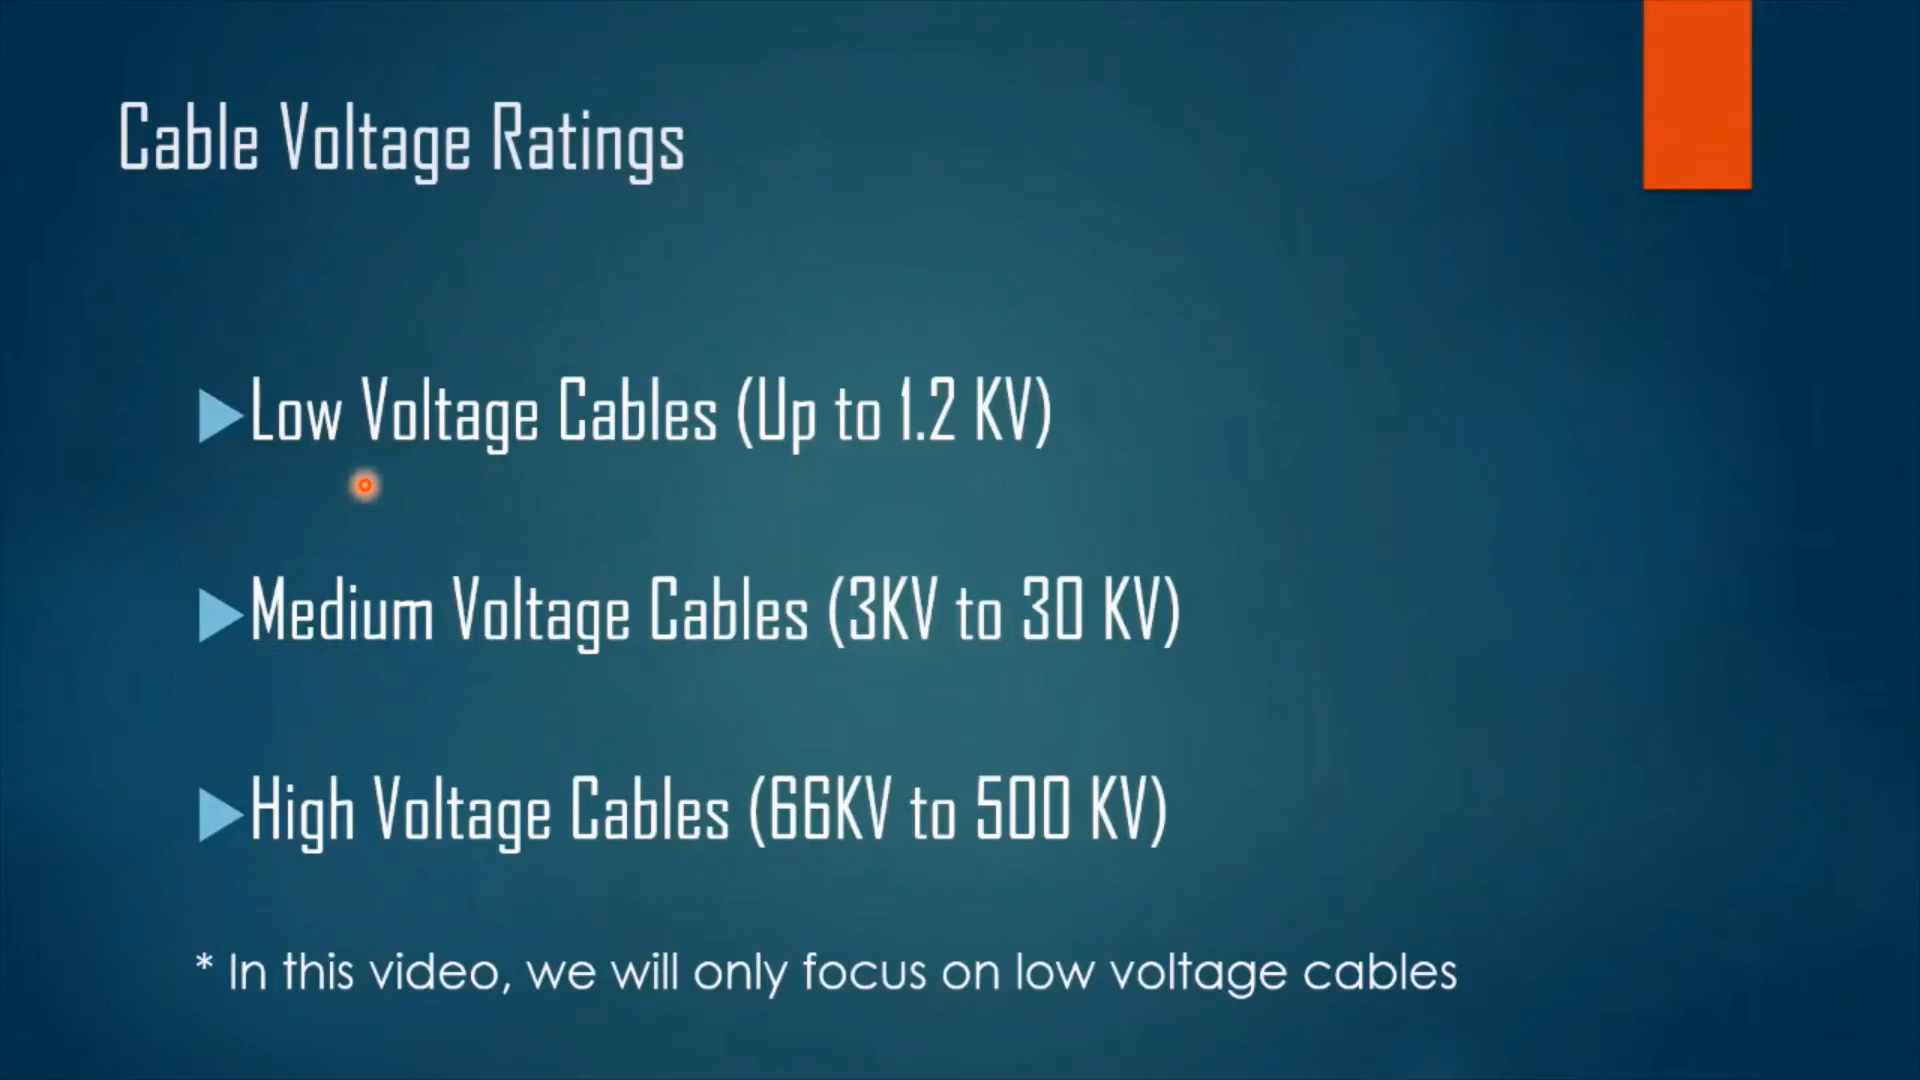 Cable Voltage Ratings
Low Voltage Cables (Up to 1.2 KV)
Medium Voltage Cables (3KV to 30 KV)
High Voltage Cables (66KV to 500 KV)
* In this video, we will only focus on low voltage cables